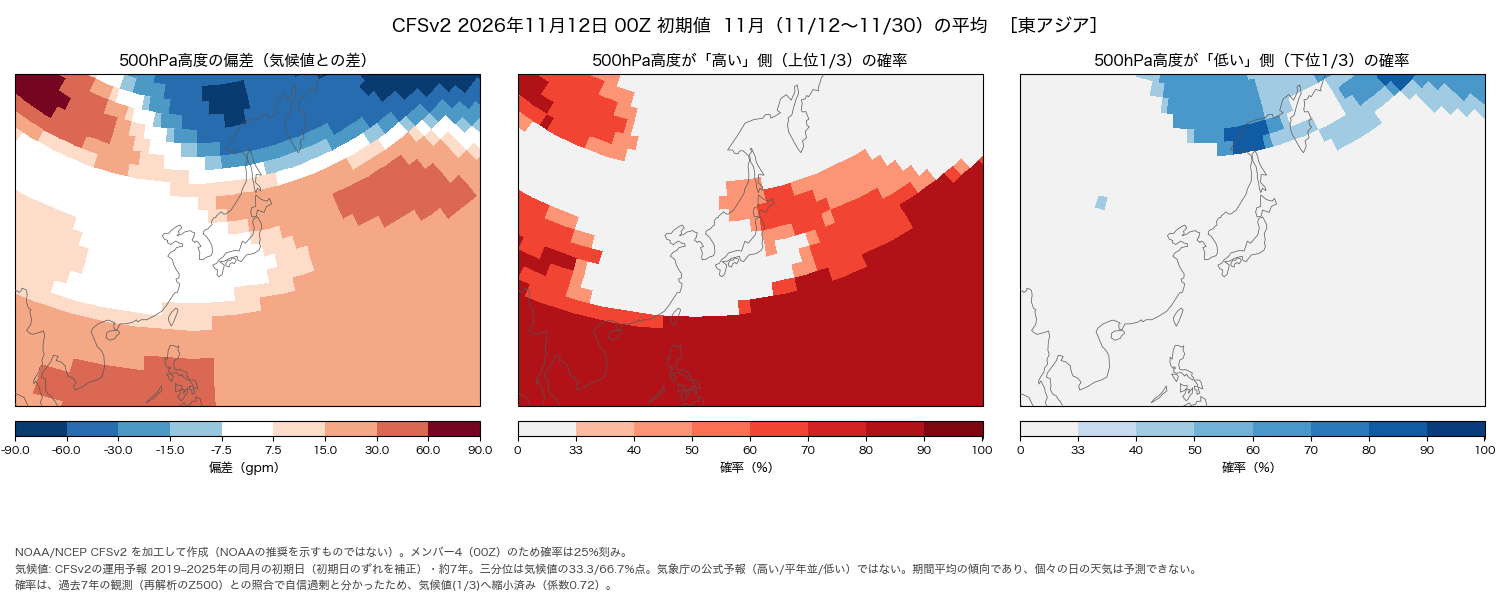 CFSv2 2026年11月12日 00Z 初期値 11月（11/12～11/30）の平均 ［東アジア］
500hPa高度の偏差（気候値との差）
500hPa高度が「高い」側（上位1/3）の確率
500hPa高度が「低い」側（下位1/3）の確率
-90.0 -60.0 -30.0 -15.0 -7.5 7.5 15.0 30.0 60.0 90.0
偏差（gpm）
0 33 40 50 60 70 80 90 100
確率（%）
0 33 40 50 60 70 80 90 100
確率（%）
NOAA/NCEP CFSv2 を加工して作成（NOAAの推奨を示すものではない）。メンバー4（00Z）のため確率は25%刻み。
気候値: CFSv2の運用予報 2019–2025年の同月の初期日（初期日のずれを補正）・約7年。三分位は気候値の33.3/66.7%点。気象庁の公式予報（高い/平年並/低い）ではない。期間平均の傾向であり、個々の日の天気は予測できない。
確率は、過去7年の観測（再解析のZ500）との照合で自信過剰と分かったため、気候値(1/3)へ縮小済み（係数0.72）。